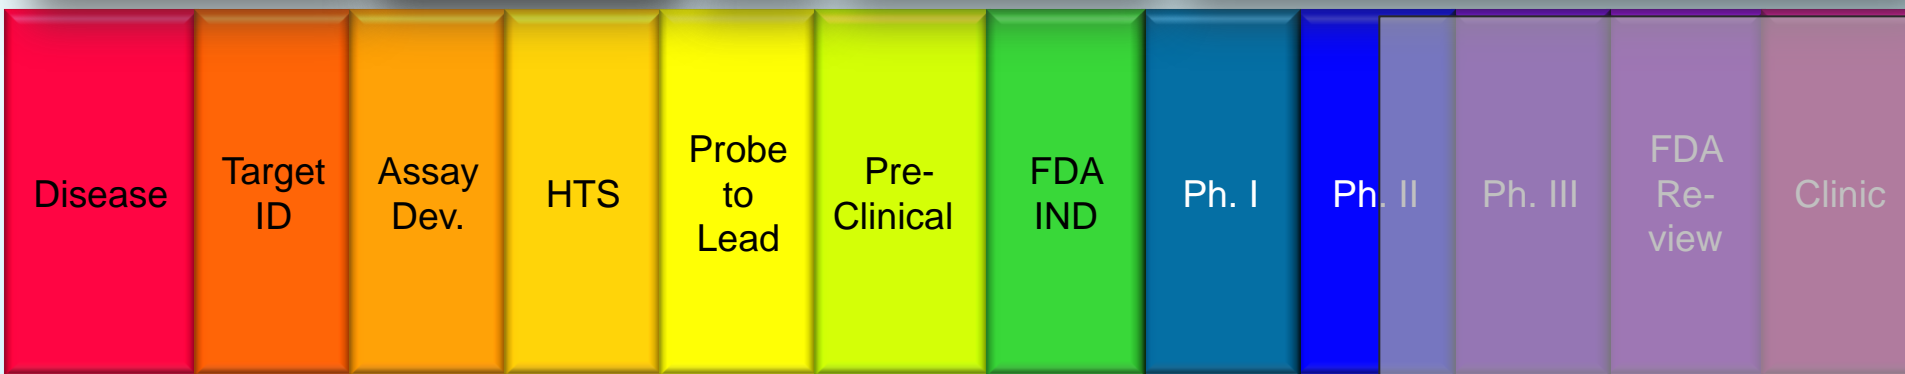 Disease
Target
ID
Assay
Dev.
HTS
Probe
to
Lead
Pre-
Clinical
FDA
IND
Ph. I
Ph. II
Ph. III
FDA
Re-
view
Clinic